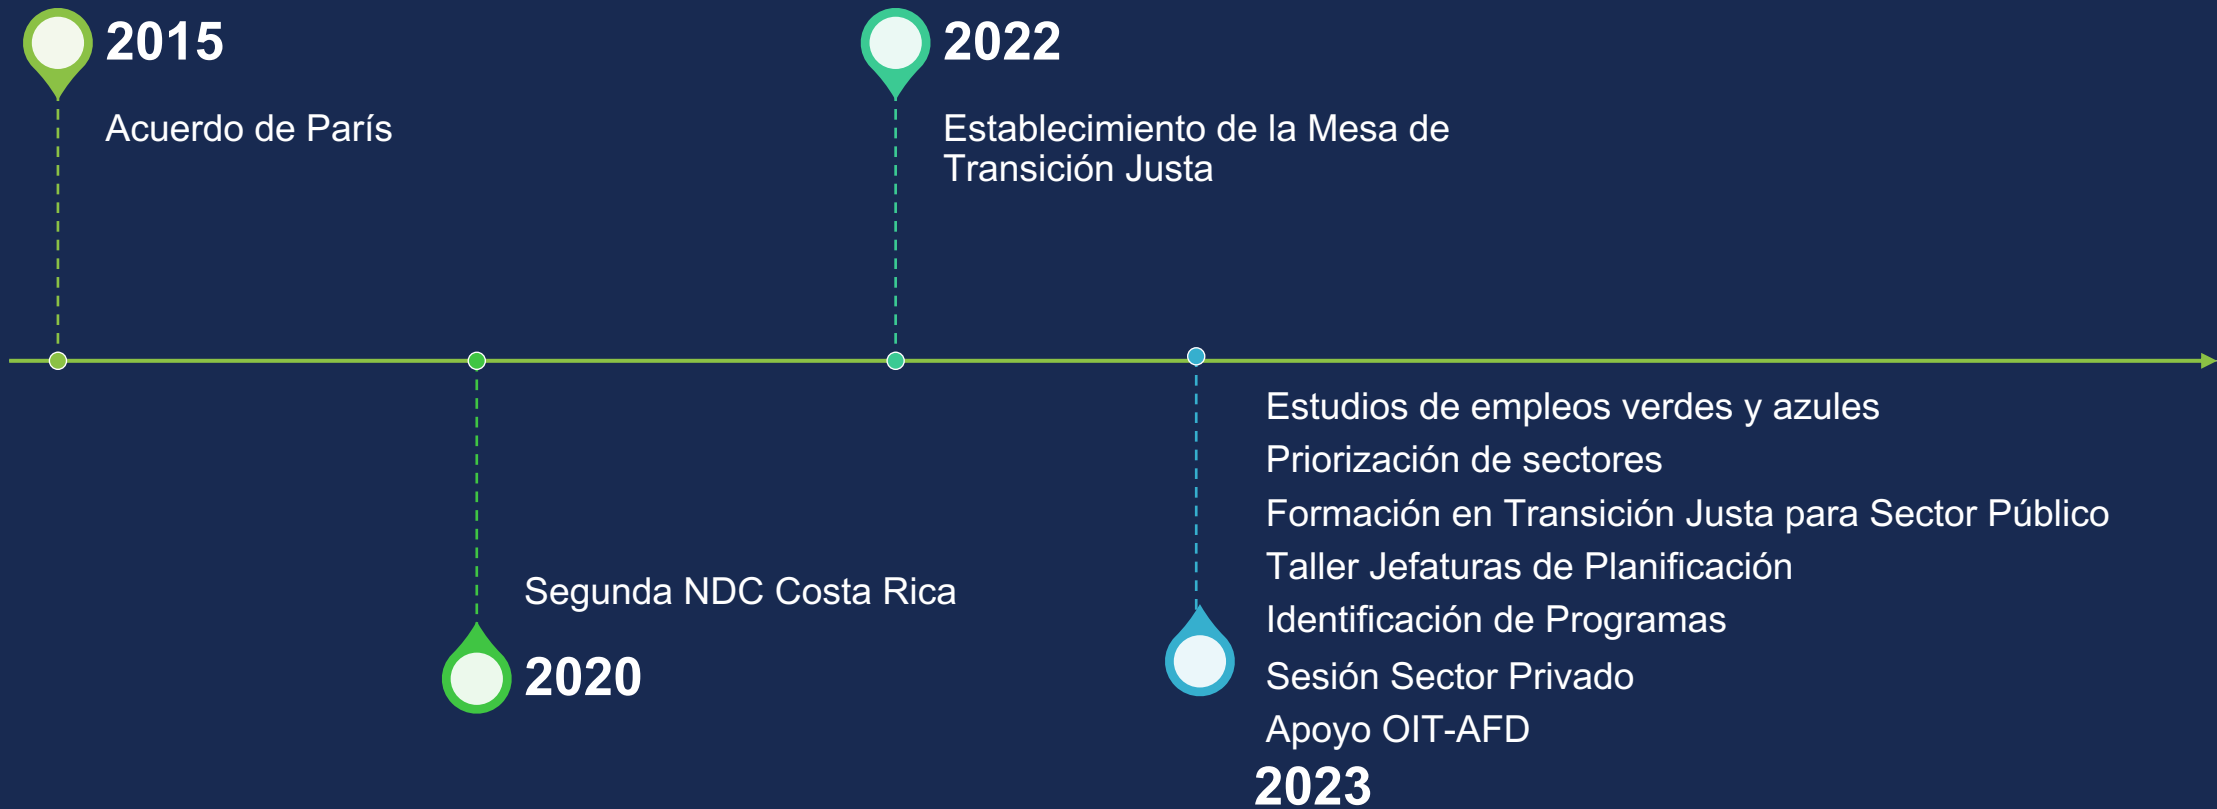 2015
Acuerdo de París
2022
Establecimiento de la Mesa de
Transición Justa
Segunda NDC Costa Rica
2020
Estudios de empleos verdes y azules
Priorización de sectores
Formación en Transición Justa para Sector Público
Taller Jefaturas de Planificación
Identificación de Programas
Sesión Sector Privado
Apoyo OIT-AFD
2023